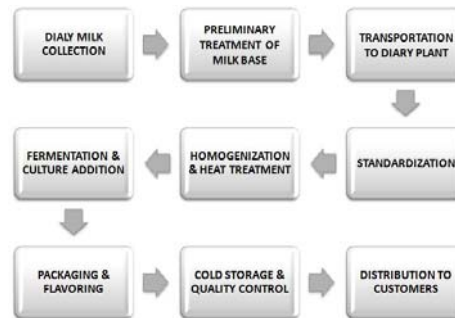 DIALY MILK
COLLECTION
PRELIMINARY
TREATMENT OF
MILK BASE
TRANSPORTATION
TO DIARY PLANT
STANDARDIZATION
HOMOGENIZATION
& HEAT TREATMENT
FERMENTATION &
CULTURE ADDITION
PACKAGING &
FLAVORING
COLD STORAGE &
QUALITY CONTROL
DISTRIBUTION TO
CUSTOMERS